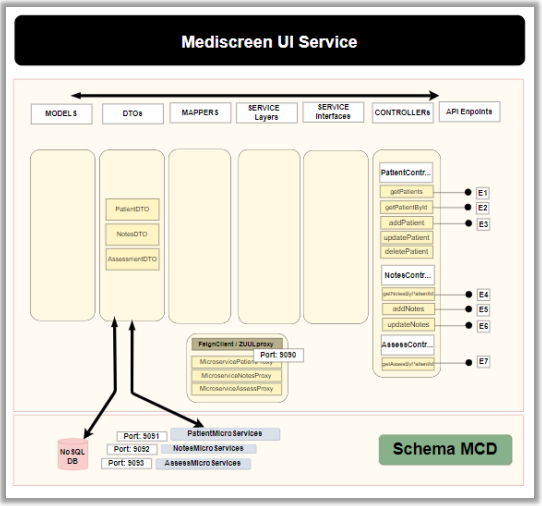 Mediscreen UI Service
MODELS
DTOs
MAPPERS
SERVICE
Layers
SERVICE
Interfaces
CONTROLLERs
API Enpoints
PatientDTO
NotesDTO
AssessmentDTO
PatientContr...
getPatients
E1
getPatientById
E2
addPatient
E3
updatePatient
deletePatient
NotesContr...
getNotesByPatientId
E4
addNotes
E5
updateNotes
E6
AssessContr...
getAssesByPatientId
E7
FeignClient / ZUULproxy
Port: 9090
MicroservicePatientProxy
MicroserviceNotesProxy
MicroserviceAssessProxy
NoSQL
DB
Port: 9091
PatientMicroServices
Port: 9092
NotesMicroServices
Port: 9093
AssessMicroServices
Schema MCD